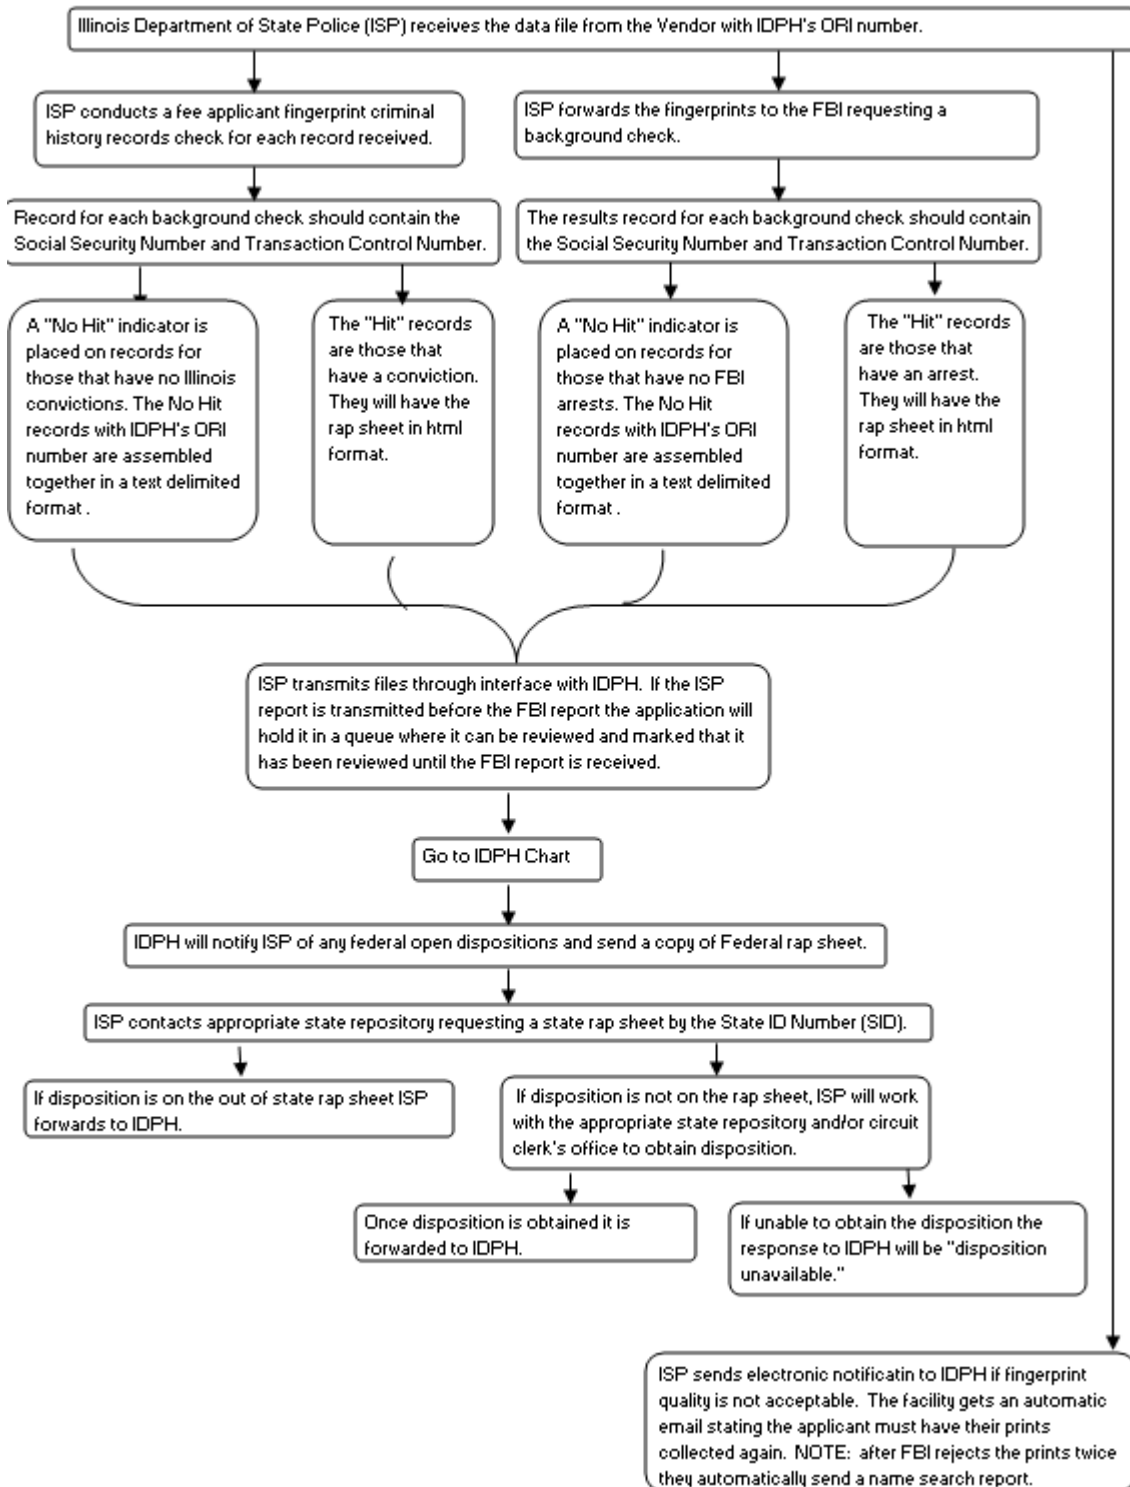 Illinois Department of State Police (ISP) receives the data file from the Vendor with IDPH's ORI number.
ISP conducts a fee applicant fingerprint criminal
history records check for each record received.
ISP forwards the fingerprints to the FBI requesting a
background check.
Record for each background check should contain the
Social Security Number and Transaction Control Number.
The results record for each background check should contain
the Social Security Number and Transaction Control Number.
A "No Hit" indicator is
placed on records for
those that have no Illinois
convictions. The No Hit
records with IDPH's ORI
number are assembled
together in a text delimited
format .
The "Hit" records
are those that
have a conviction.
They will have the
rap sheet in html
format.
A "No Hit" indicator is
placed on records for
those that have no FBI
arrests. The No Hit
records with IDPH's ORI
number are assembled
together in a text delimited
format .
The "Hit" records
are those that
have an arrest.
They will have the
rap sheet in html
format.
ISP transmits files through interface with IDPH. If the ISP
report is transmitted before the FBI report the application will
hold it in a queue where it can be reviewed and marked that it
has been reviewed until the FBI report is received.
Go to IDPH Chart
IDPH will notify ISP of any federal open dispositions and send a copy of Federal rap sheet.
ISP contacts appropriate state repository requesting a state rap sheet by the State ID Number (SID).
If disposition is on the out of state rap sheet ISP
forwards to IDPH.
If disposition is not on the rap sheet, ISP will work
with the appropriate state repository and/or circuit
clerk's office to obtain disposition.
Once disposition is obtained it is
forwarded to IDPH.
If unable to obtain the disposition the
response to IDPH will be "disposition
unavailable."
ISP sends electronic notificatin to IDPH if fingerprint
quality is not acceptable. The facility gets an automatic
email stating the applicant must have their prints
collected again. NOTE: after FBI rejects the prints twice
they automatically send a name search report.